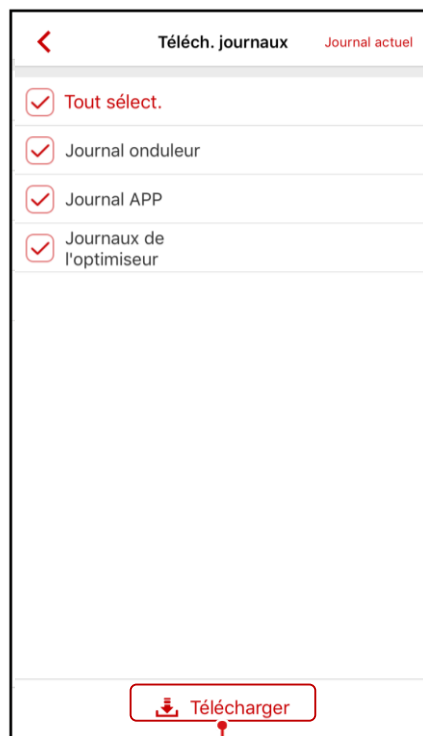 Téléch. journaux Journal actuel
Tout sélect.
Journal onduleur
Journal APP
Journaux de
l'optimiseur
Télécharger